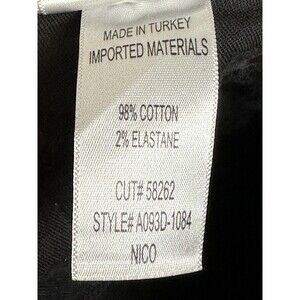 MADE IN TURKEY
IMPORTED MATERIALS
98% COTTON
2% ELASTANE
CUT# 58262
STYLE# A093D-1084
NICO